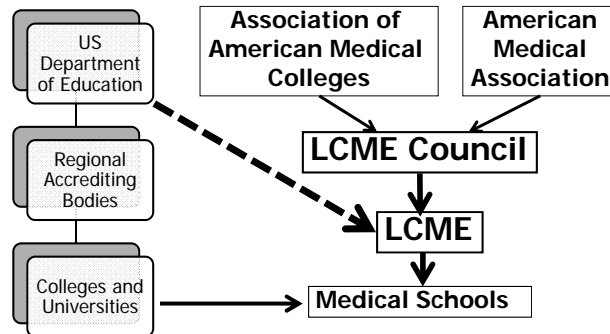 US
Department
of Education
Association of
American Medical
Colleges
American
Medical
Association
LCME Council
Regional
Accrediting
Bodies
LCME
Colleges and
Universities
Medical Schools